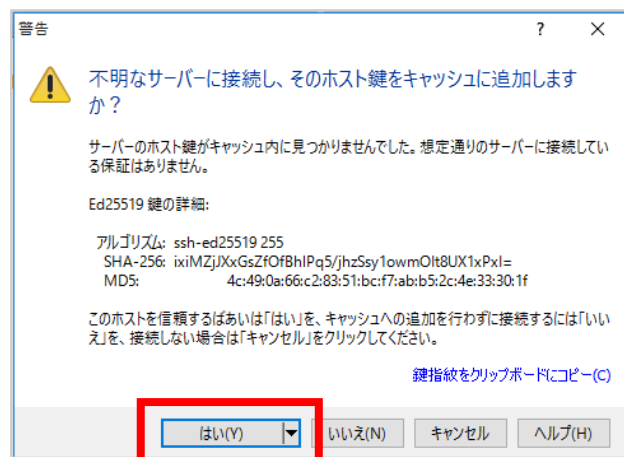 警告
?
×
不明なサーバーに接続し、そのホスト鍵をキャッシュに追加します
か？
サーバーのホスト鍵がキャッシュ内に見つかりませんでした。想定通りのサーバーに接続してい
る保証はありません。
Ed25519 鍵の詳細:
アルゴリズム: ssh-ed25519 255
SHA-256: ixiMZjJXxGsZfOfBhIPq5/jhzSsy1owmOlt8UX1xPxI=
MD5: 4c:49:0a:66:c2:83:51:bc:f7:ab:b5:2c:4e:33:30:1f
このホストを信頼するばあいは「はい」を、キャッシュへの追加を行わずに接続するには「いい
え」を、接続しない場合は「キャンセル」をクリックしてください。
鍵指紋をクリップボードにコピー(C)
はい(Y)
いいえ(N)
キャンセル
ヘルプ(H)